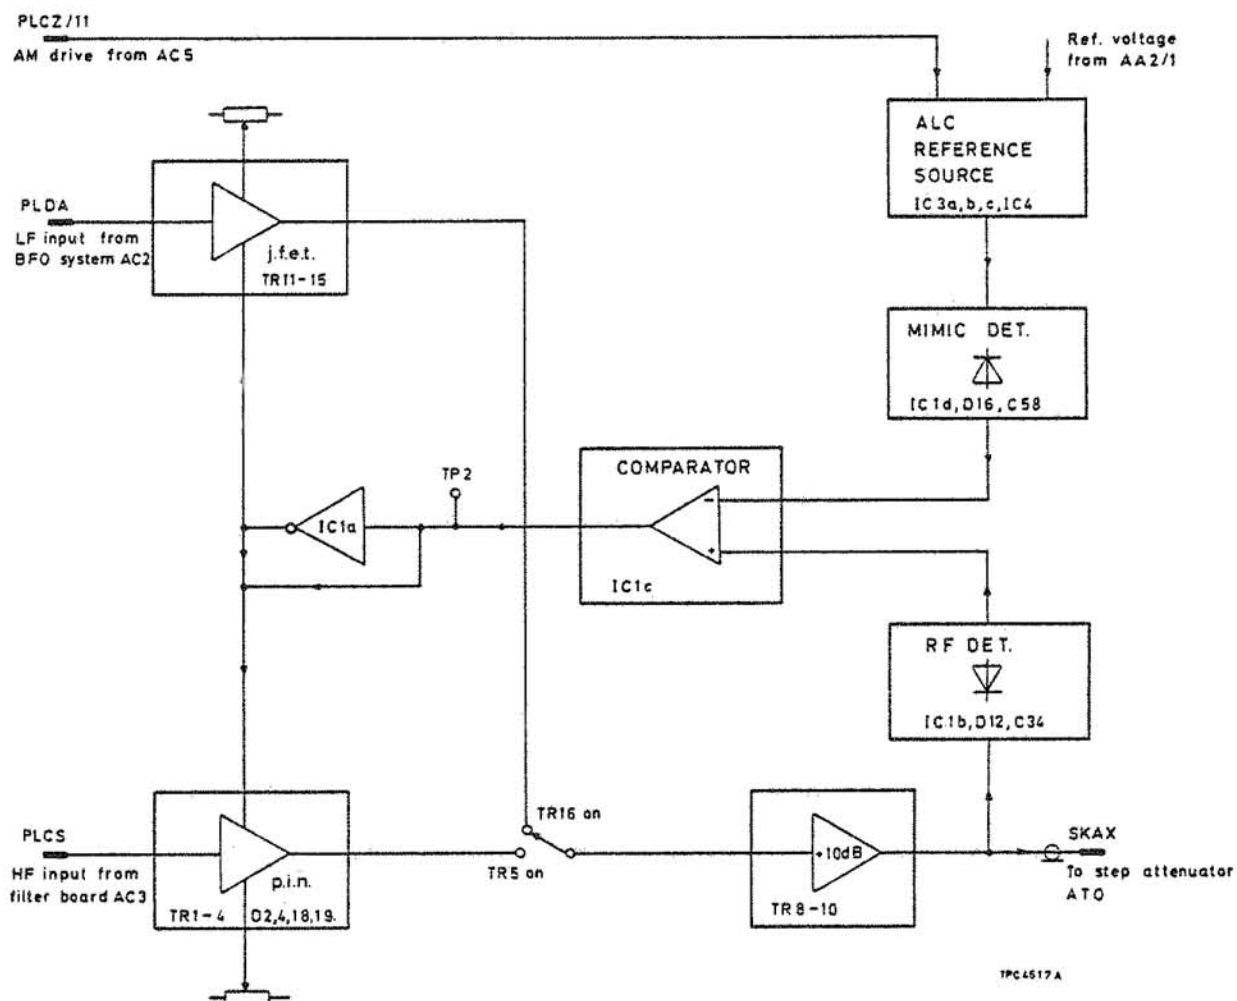 PLCZ/11
AM drive from AC5
Ref. voltage
from AA2/1
ALC
REFERENCE
SOURCE
IC3a,b,c,IC4
PLDA
LF input from
BFO system AC2
j.f.e.t.
TR11-15
MIMIC DET.
IC1d,D16,C58
TP2
COMPARATOR
IC1a
-
+
IC1c
RF DET.
IC1b,D12,C34
PLCS
HF input from
filter board AC3
p.i.n.
TR1-4 D2,4,18,19.
TR16 on
TR5 on
+10dB
TR8-10
SKAX
To step attenuator
AT0
TPC4517A